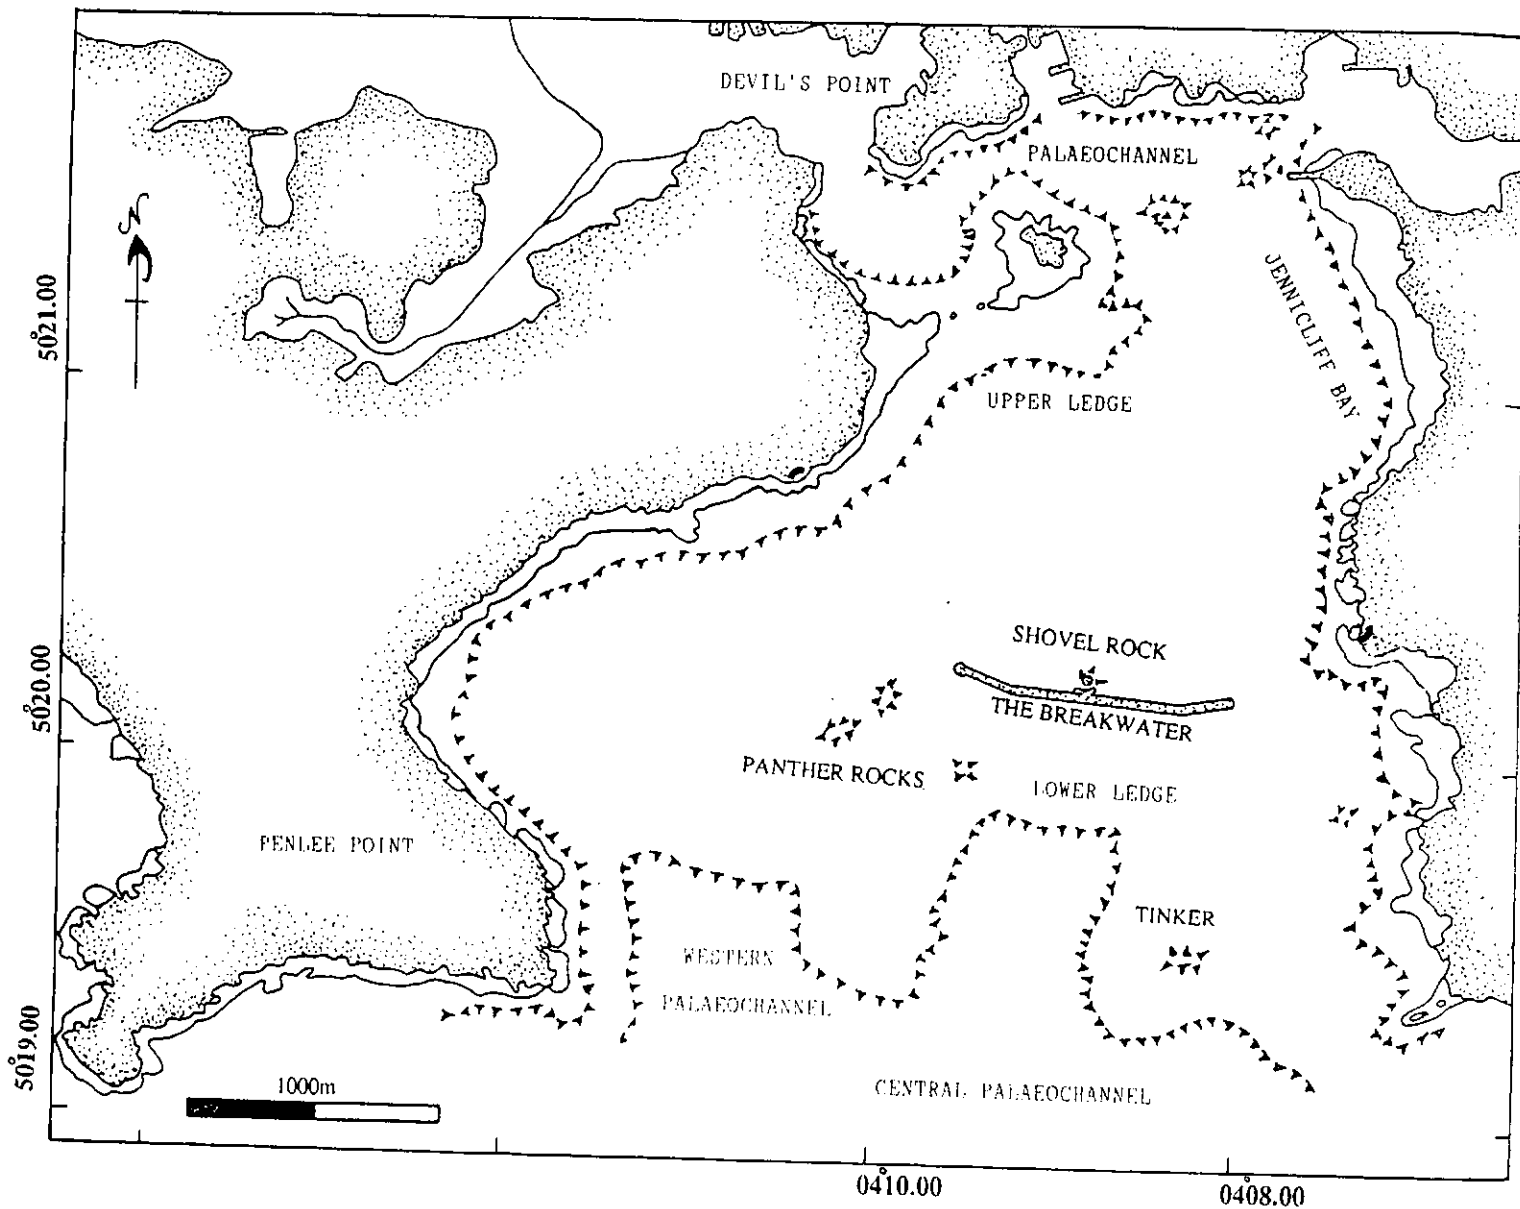 DEVIL'S POINT
PALAEOCHANNEL
N
JENNICLIFF BAY
50°21.00
UPPER LEDGE
SHOVEL ROCK
50°20.00
THE BREAKWATER
PANTHER ROCKS
LOWER LEDGE
PENLEE POINT
TINKER
WESTERN
PALAEOCHANNEL
50°19.00
1000m
CENTRAL PALAEOCHANNEL
04°10.00
04°08.00